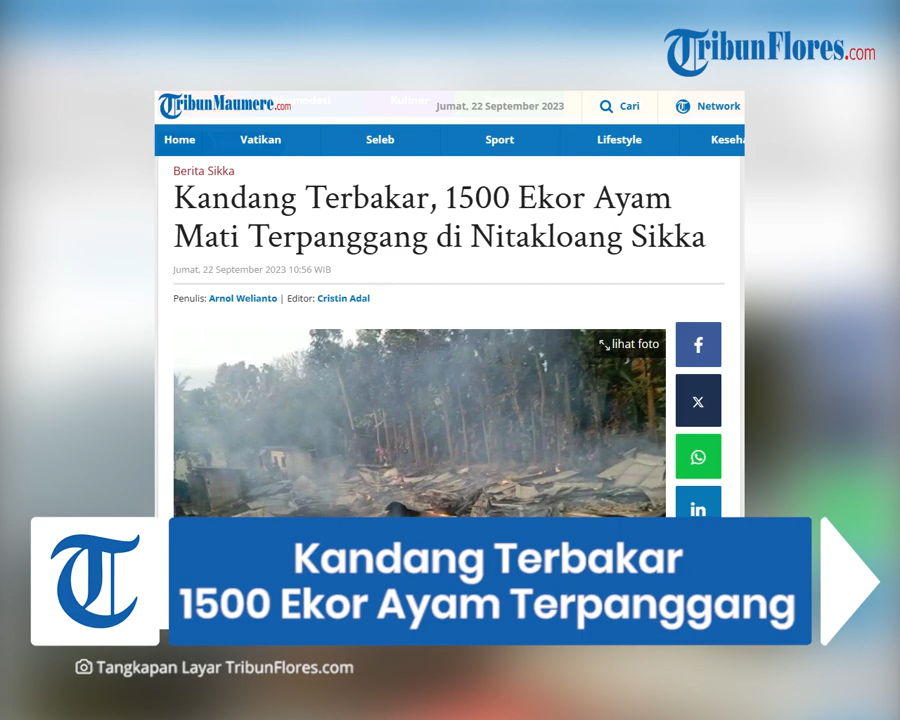 TribunFlores.com
TribunMaumere.com
Kuliner
Jumat, 22 September 2023
Cari
Network
Home
Vatikan
Seleb
Sport
Lifestyle
Keseha
Berita Sikka
Kandang Terbakar, 1500 Ekor Ayam
Mati Terpanggang di Nitakloang Sikka
Jumat, 22 September 2023 10:56 WIB
Penulis: Arnol Welianto | Editor: Cristin Adal
lihat foto
Kandang Terbakar
1500 Ekor Ayam Terpanggang
Tangkapan Layar TribunFlores.com